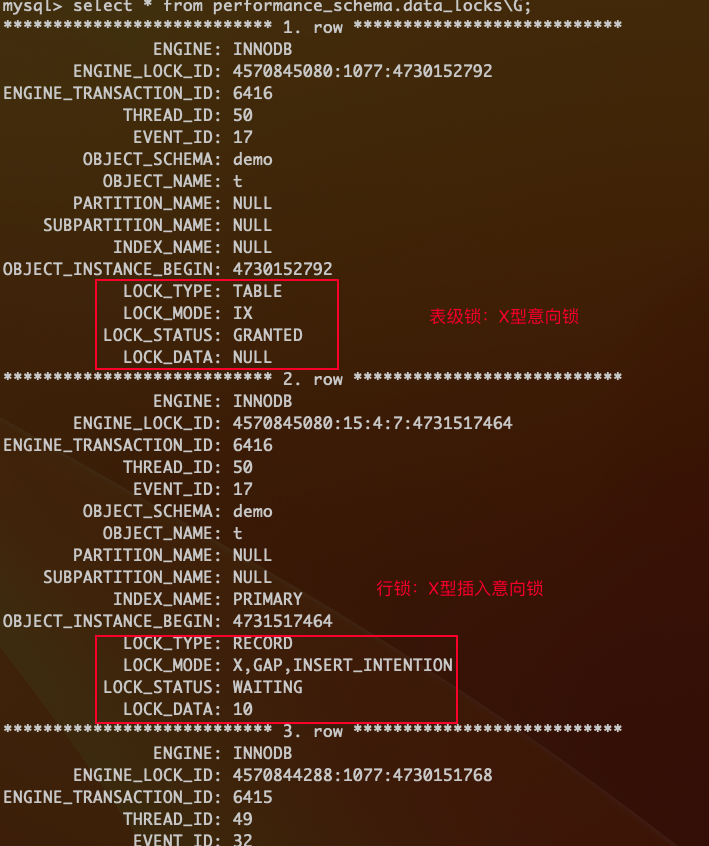 mysql> select * from performance_schema.data_locks\G;
*************************** 1. row ***************************
ENGINE: INNODB
ENGINE_LOCK_ID: 4570845080:1077:4730152792
ENGINE_TRANSACTION_ID: 6416
THREAD_ID: 50
EVENT_ID: 17
OBJECT_SCHEMA: demo
OBJECT_NAME: t
PARTITION_NAME: NULL
SUBPARTITION_NAME: NULL
INDEX_NAME: NULL
OBJECT_INSTANCE_BEGIN: 4730152792
LOCK_TYPE: TABLE
LOCK_MODE: IX
表级锁：X型意向锁
LOCK_STATUS: GRANTED
LOCK_DATA: NULL
*************************** 2. row ***************************
ENGINE: INNODB
ENGINE_LOCK_ID: 4570845080:15:4:7:4731517464
ENGINE_TRANSACTION_ID: 6416
THREAD_ID: 50
EVENT_ID: 17
OBJECT_SCHEMA: demo
OBJECT_NAME: t
PARTITION_NAME: NULL
SUBPARTITION_NAME: NULL
行锁：X型插入意向锁
INDEX_NAME: PRIMARY
OBJECT_INSTANCE_BEGIN: 4731517464
LOCK_TYPE: RECORD
LOCK_MODE: X,GAP,INSERT_INTENTION
LOCK_STATUS: WAITING
LOCK_DATA: 10
*************************** 3. row ***************************
ENGINE: INNODB
ENGINE_LOCK_ID: 4570844288:1077:4730151768
ENGINE_TRANSACTION_ID: 6415
THREAD_ID: 49
EVENT_ID: 32